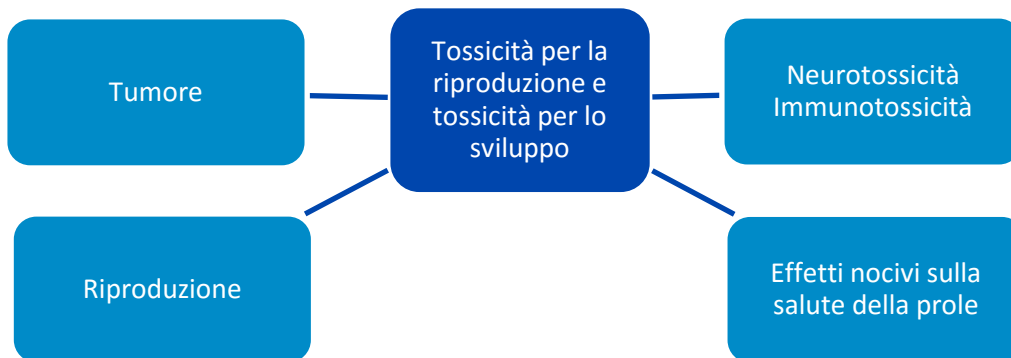 Tumore
Tossicità per la
riproduzione e
tossicità per lo
sviluppo
Neurotossicità
Immunotossicità
Riproduzione
Effetti nocivi sulla
salute della prole